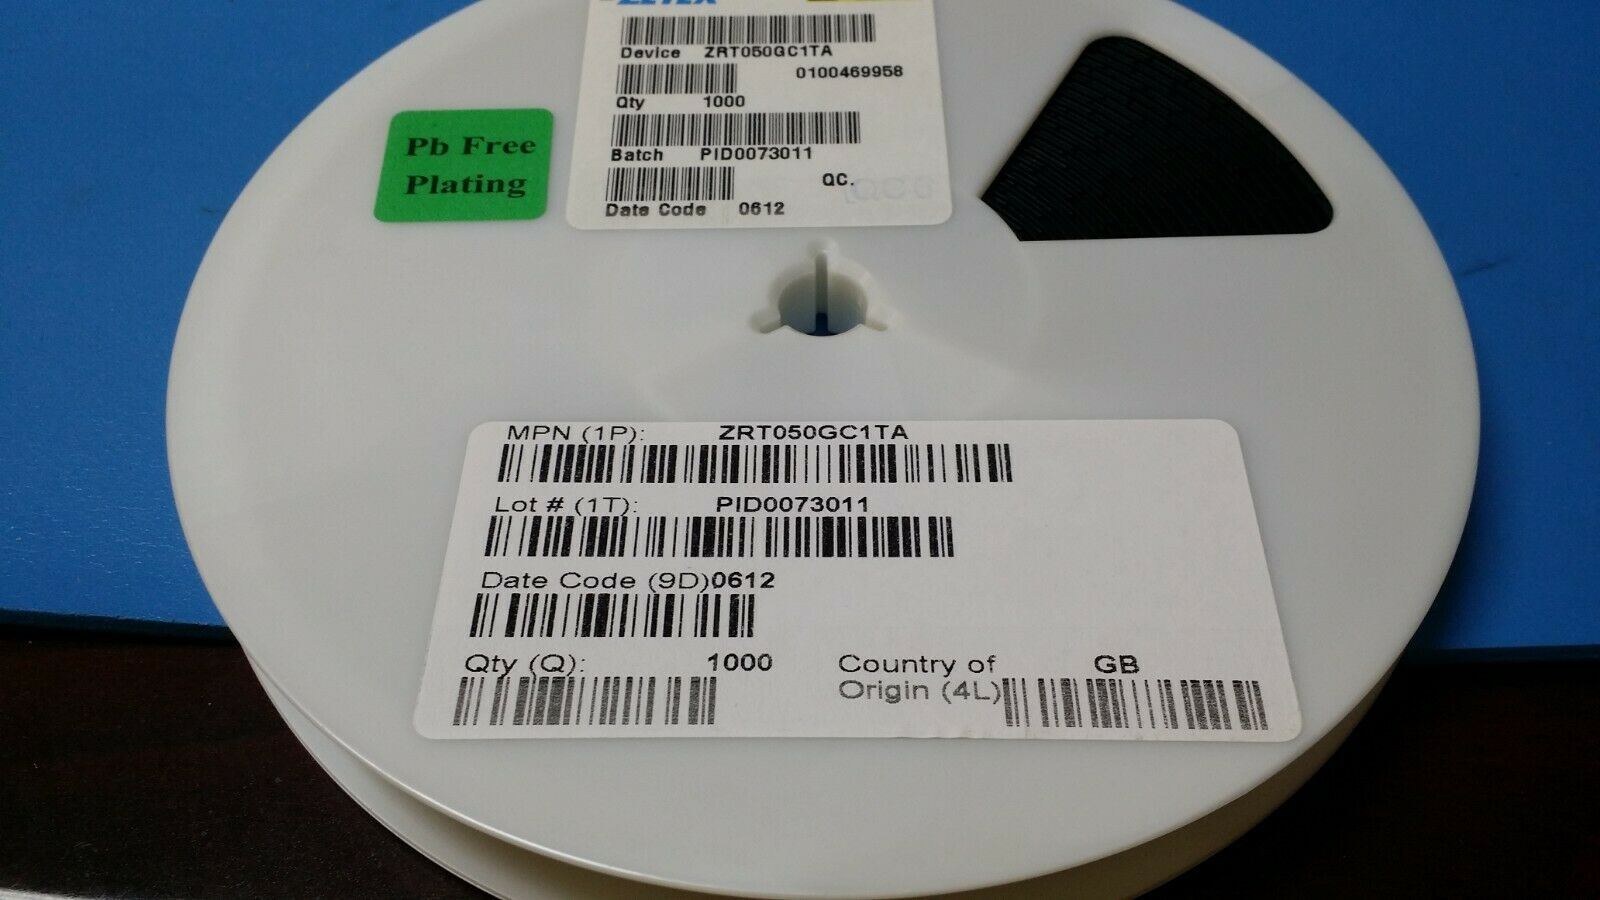 ZETEX
Device ZRT050GC1TA
0100469958
Qty 1000
Batch PID0073011
QC.
Date Code 0612
Pb Free
Plating
MPN (1P): ZRT050GC1TA
Lot # (1T): PID0073011
Date Code (9D)0612
Qty (Q): 1000
Country of GB
Origin (4L)